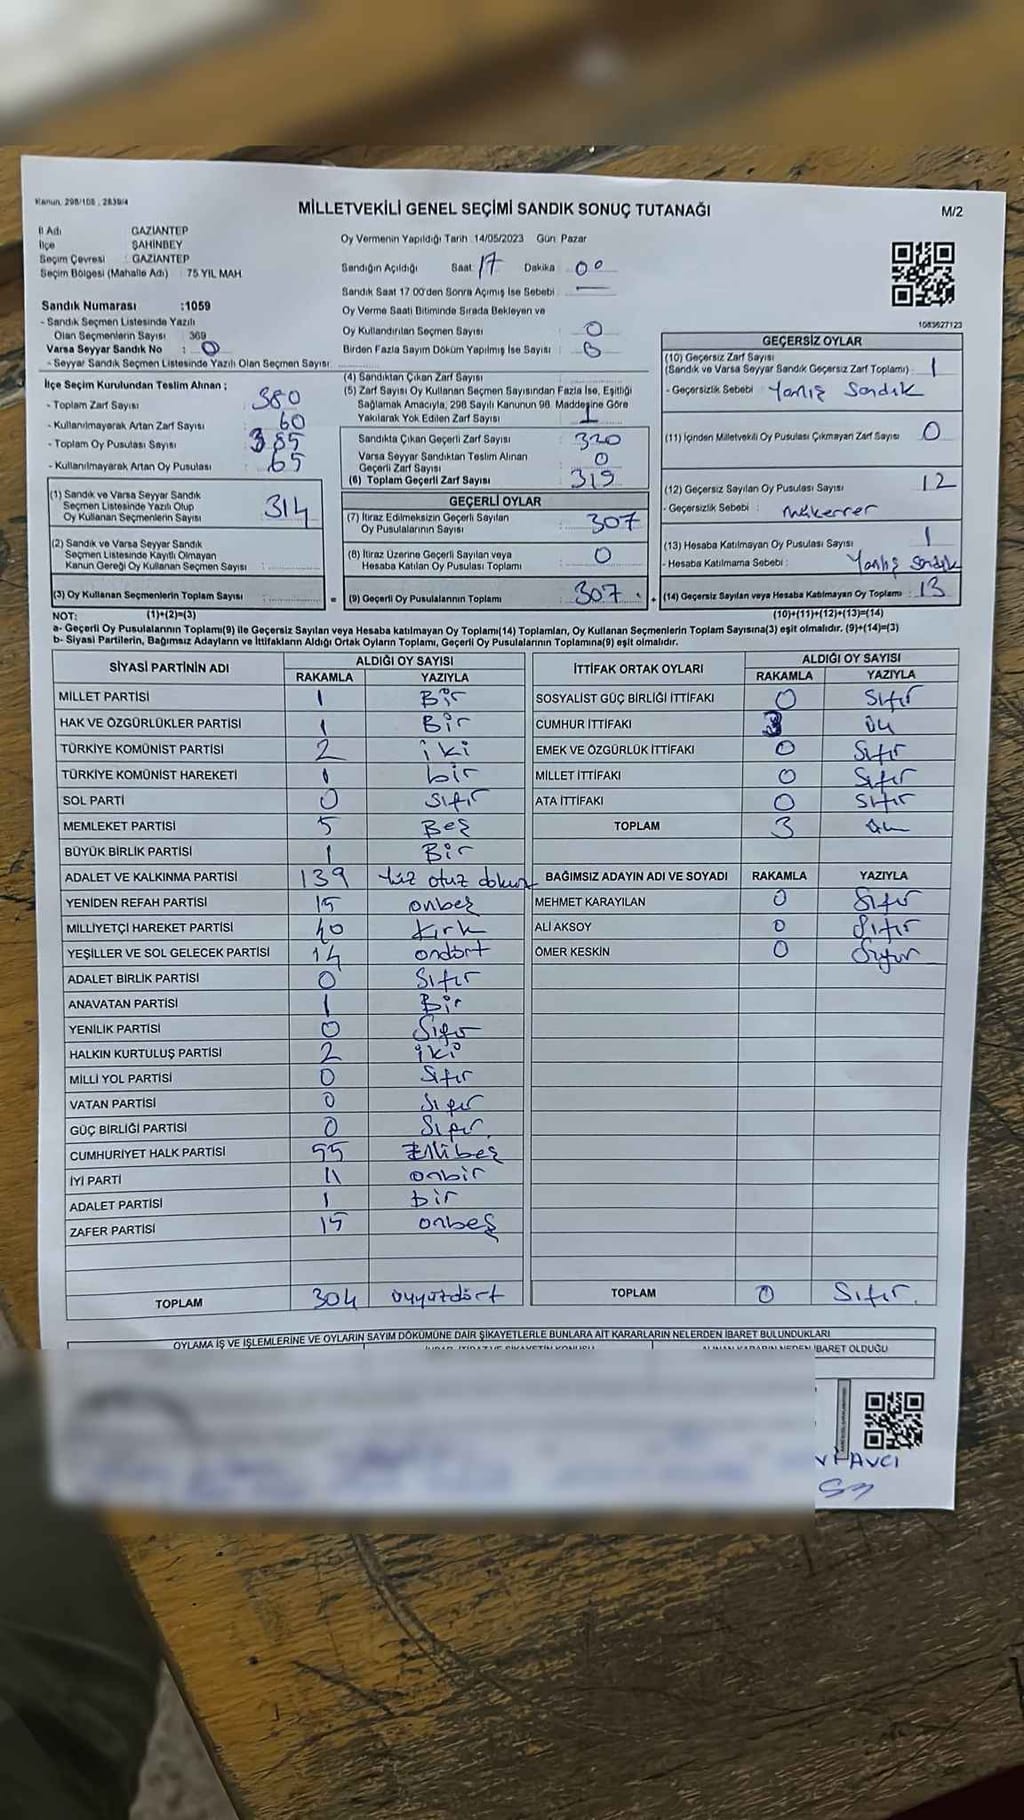 Kanun. 298/105 , 2839/4
MİLLETVEKİLİ GENEL SEÇİMİ SANDIK SONUÇ TUTANAĞI
M/2
İl Adı GAZİANTEP
İlçe ŞAHİNBEY
Seçim Çevresi : GAZİANTEP
Seçim Bölgesi (Mahalle Adı) : 75 YIL MAH
Sandık Numarası :1059
- Sandık Seçmen Listesinde Yazılı
Olan Seçmenlerin Sayısı : 369
Varsa Seyyar Sandık No : 0
- Seyyar Sandık Seçmen Listesinde Yazılı Olan Seçmen Sayısı
Oy Vermenin Yapıldığı Tarih :14/05/2023 Gün: Pazar
Sandığın Açıldığı Saat: 17 Dakika 00
Sandık Saat 17:00'den Sonra Açımış İse Sebebi : —
Oy Verme Saati Bitiminde Sırada Bekleyen ve
Oy Kullandırılan Seçmen Sayısı : 0
Birden Fazla Sayım Döküm Yapılmış İse Sayısı : 0
1083627123
İlçe Seçim Kurulundan Teslim Alınan ;
- Toplam Zarf Sayısı : 380
- Kullanılmayarak Artan Zarf Sayısı : 60
- Toplam Oy Pusulası Sayısı : 385
- Kullanılmayarak Artan Oy Pusulası : 65
(4) Sandıktan Çıkan Zarf Sayısı
(5) Zarf Sayısı Oy Kullanan Seçmen Sayısından Fazla İse, Eşitliği
Sağlamak Amacıyla, 298 Sayılı Kanunun 98. Maddesine Göre
Yakılarak Yok Edilen Zarf Sayısı : 1
Sandıkta Çıkan Geçerli Zarf Sayısı : 320
Varsa Seyyar Sandıktan Teslim Alınan
Geçerli Zarf Sayısı : 0
(6) Toplam Geçerli Zarf Sayısı : 319
GEÇERSİZ OYLAR
(10) Geçersiz Zarf Sayısı
(Sandık ve Varsa Seyyar Sandık Geçersiz Zarf Toplamı) : 1
- Geçersizlik Sebebi : Yanlış Sandık
(11) İçinden Milletvekili Oy Pusulası Çıkmayan Zarf Sayısı 0
(12) Geçersiz Sayılan Oy Pusulası Sayısı : 12
- Geçersizlik Sebebi : Mükerrer
(13) Hesaba Katılmayan Oy Pusulası Sayısı : 1
- Hesaba Katılmama Sebebi : Yanlış Sandık
(14) Geçersiz Sayılan veya Hesaba Katılmayan Oy Toplamı : 13
(1) Sandık ve Varsa Seyyar Sandık
Seçmen Listesinde Yazılı Olup
Oy Kullanan Seçmenlerin Sayısı : 314
(2) Sandık ve Varsa Seyyar Sandık
Seçmen Listesinde Kayıtlı Olmayan
Kanun Gereği Oy Kullanan Seçmen Sayısı :
(3) Oy Kullanan Seçmenlerin Toplam Sayısı : =
GEÇERLİ OYLAR
(7) İtiraz Edilmeksizin Geçerli Sayılan
Oy Pusulalarının Sayısı : 307
(8) İtiraz Üzerine Geçerli Sayılan veya
Hesaba Katılan Oy Pusulası Toplamı : 0
(9) Geçerli Oy Pusulalarının Toplamı : 307 +
NOT: (1)+(2)=(3) (10)+(11)+(12)+(13)=(14)
a- Geçerli Oy Pusulalarının Toplamı(9) ile Geçersiz Sayılan veya Hesaba katılmayan Oy Toplamı(14) Toplamları, Oy Kullanan Seçmenlerin Toplam Sayısına(3) eşit olmalıdır. (9)+(14)=(3)
b- Siyasi Partilerin, Bağımsız Adayların ve İttifakların Aldığı Ortak Oyların Toplamı, Geçerli Oy Pusulalarının Toplamına(9) eşit olmalıdır.
SİYASİ PARTİNİN ADI ALDIĞI OY SAYISI
RAKAMLA YAZIYLA
MİLLET PARTİSİ 1 Bir
HAK VE ÖZGÜRLÜKLER PARTİSİ 1 Bir
TÜRKİYE KOMÜNİST PARTİSİ 2 iki
TÜRKİYE KOMÜNİST HAREKETİ 1 bir
SOL PARTİ 0 Sıfır
MEMLEKET PARTİSİ 5 Beş
BÜYÜK BİRLİK PARTİSİ 1 Bir
ADALET VE KALKINMA PARTİSİ 139 Yüz otuz dokuz
YENİDEN REFAH PARTİSİ 15 onbeş
MİLLİYETÇİ HAREKET PARTİSİ 40 Kırk
YEŞİLLER VE SOL GELECEK PARTİSİ 14 ondört
ADALET BİRLİK PARTİSİ 0 Sıfır
ANAVATAN PARTİSİ 1 Bir
YENİLİK PARTİSİ 0 Sıfır
HALKIN KURTULUŞ PARTİSİ 2 iki
MİLLİ YOL PARTİSİ 0 Sıfır
VATAN PARTİSİ 0 Sıfır
GÜÇ BİRLİĞİ PARTİSİ 0 Sıfır
CUMHURİYET HALK PARTİSİ 55 Ellibeş
İYİ PARTİ 11 onbir
ADALET PARTİSİ 1 bir
ZAFER PARTİSİ 15 onbeş
TOPLAM 304 üçyüzdört
İTTİFAK ORTAK OYLARI ALDIĞI OY SAYISI
RAKAMLA YAZIYLA
SOSYALİST GÜÇ BİRLİĞİ İTTİFAKI 0 Sıfır
CUMHUR İTTİFAKI 3 üç
EMEK VE ÖZGÜRLÜK İTTİFAKI 0 Sıfır
MİLLET İTTİFAKI 0 Sıfır
ATA İTTİFAKI 0 Sıfır
TOPLAM 3 üç
BAĞIMSIZ ADAYIN ADI VE SOYADI RAKAMLA YAZIYLA
MEHMET KARAYILAN 0 Sıfır
ALİ AKSOY 0 Sıfır
ÖMER KESKİN 0 Sıfır
TOPLAM 0 Sıfır.
OYLAMA İŞ VE İŞLEMLERİNE VE OYLARIN SAYIM DÖKÜMÜNE DAİR ŞİKAYETLERLE BUNLARA AİT KARARLARIN NELERDEN İBARET BULUNDUKLARI
İBARET OLDUĞU
AVCI